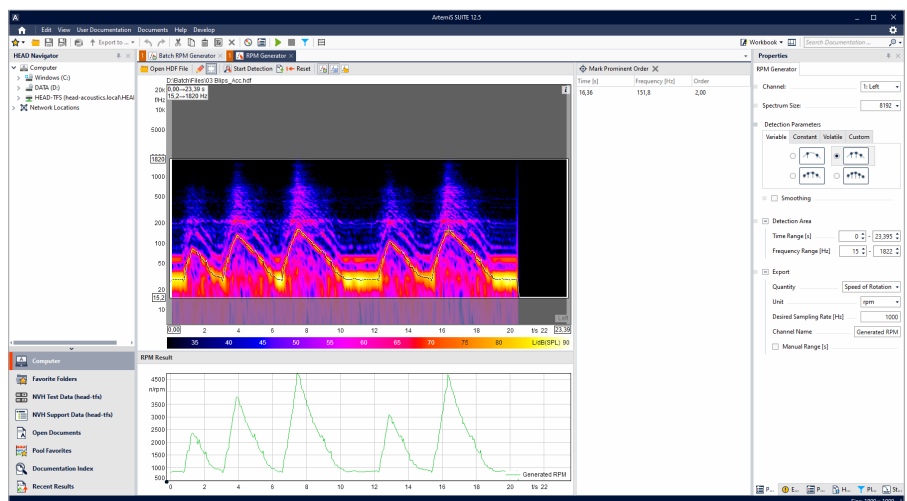 ArtemiS SUITE 12.5
Edit View User Documentation Documents Help Develop
Export to ...
Workbook
Search Documentation ...
HEAD Navigator
Computer
Windows (C:)
DATA (D:)
HEAD-TFS (head-acoustics.local\HEAD
Network Locations
1 Batch RPM Generator
1 RPM Generator
Open HDF File
Start Detection
Reset
D:\Batch\Files\03 Blips_Acc.hdf
0,00↔23,39 s
15,2↔1820 Hz
20K
f/Hz
10k
5000
1820
1000
500
200
100
50
20
15,2
10
Left
0.00 2 4 6 8 10 12 14 16 18 20 t/s 22 23.39
35 40 45 50 55 60 65 70 75 80 L/dB(SPL) 90
Mark Prominent Order
Time [s] Frequency [Hz] Order
16,36 151,8 2,00
RPM Result
4500
n/rpm
3500
3000
2500
2000
1500
1000
500
Generated RPM
0 2 4 6 8 10 12 14 16 18 20 t/s 22
Computer
Favorite Folders
NVH Test Data (head-tfs)
NVH Support Data (head-tfs)
Open Documents
Pool Favorites
Documentation Index
Recent Results
Properties
RPM Generator
Channel: 1: Left
Spectrum Size: 8192
Detection Parameters
Variable Constant Volatile Custom
Smoothing
Detection Area
Time Range [s] 0 - 23,395
Frequency Range [Hz] 15 - 1822
Export
Quantity Speed of Rotation
Unit rpm
Desired Sampling Rate [Hz] 1000
Channel Name Generated RPM
Manual Range [s]
P... E... P... H... Pl... St...